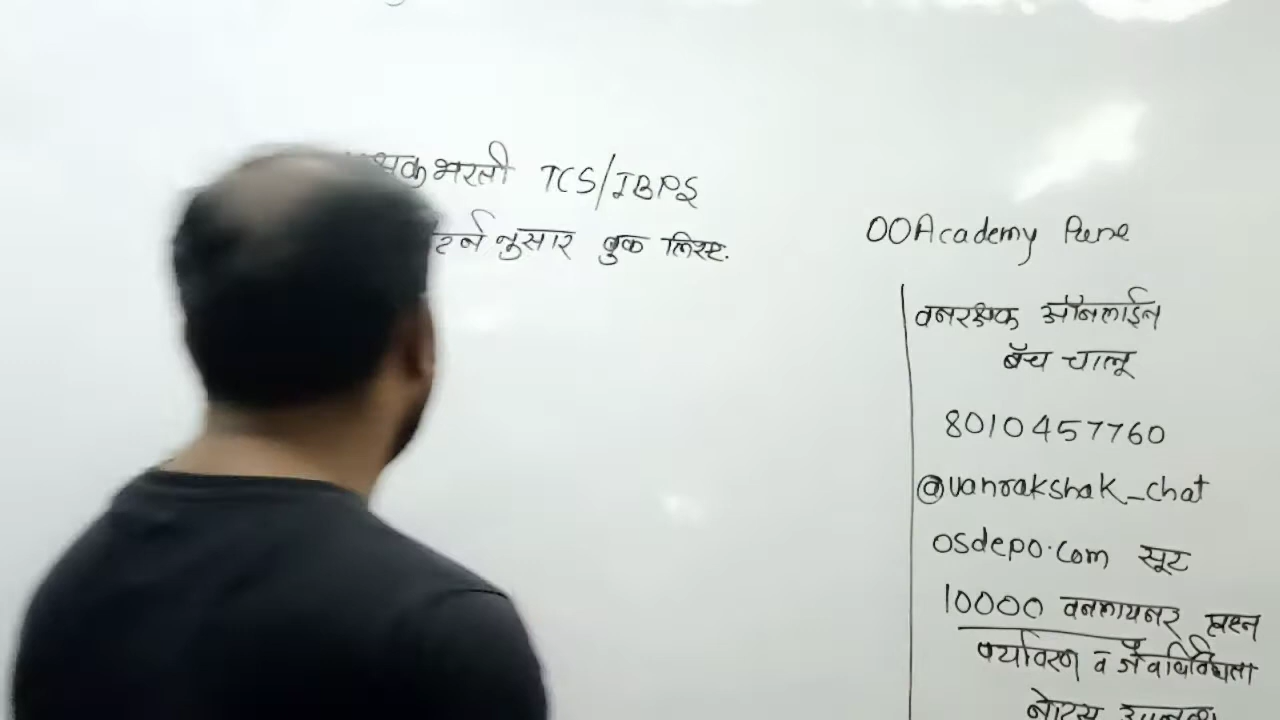 भरती TCS/IBPS
नुसार बुक लिस्ट.
OOAcademy Pune
वनरक्षक ऑनलाईन
बॅच चालू
8010457760
@vanrakshak_chat
osdepo.com सूट
10000 वनलायनर प्रश्न
पर्यावरण व जैवविविधता
नोट्स